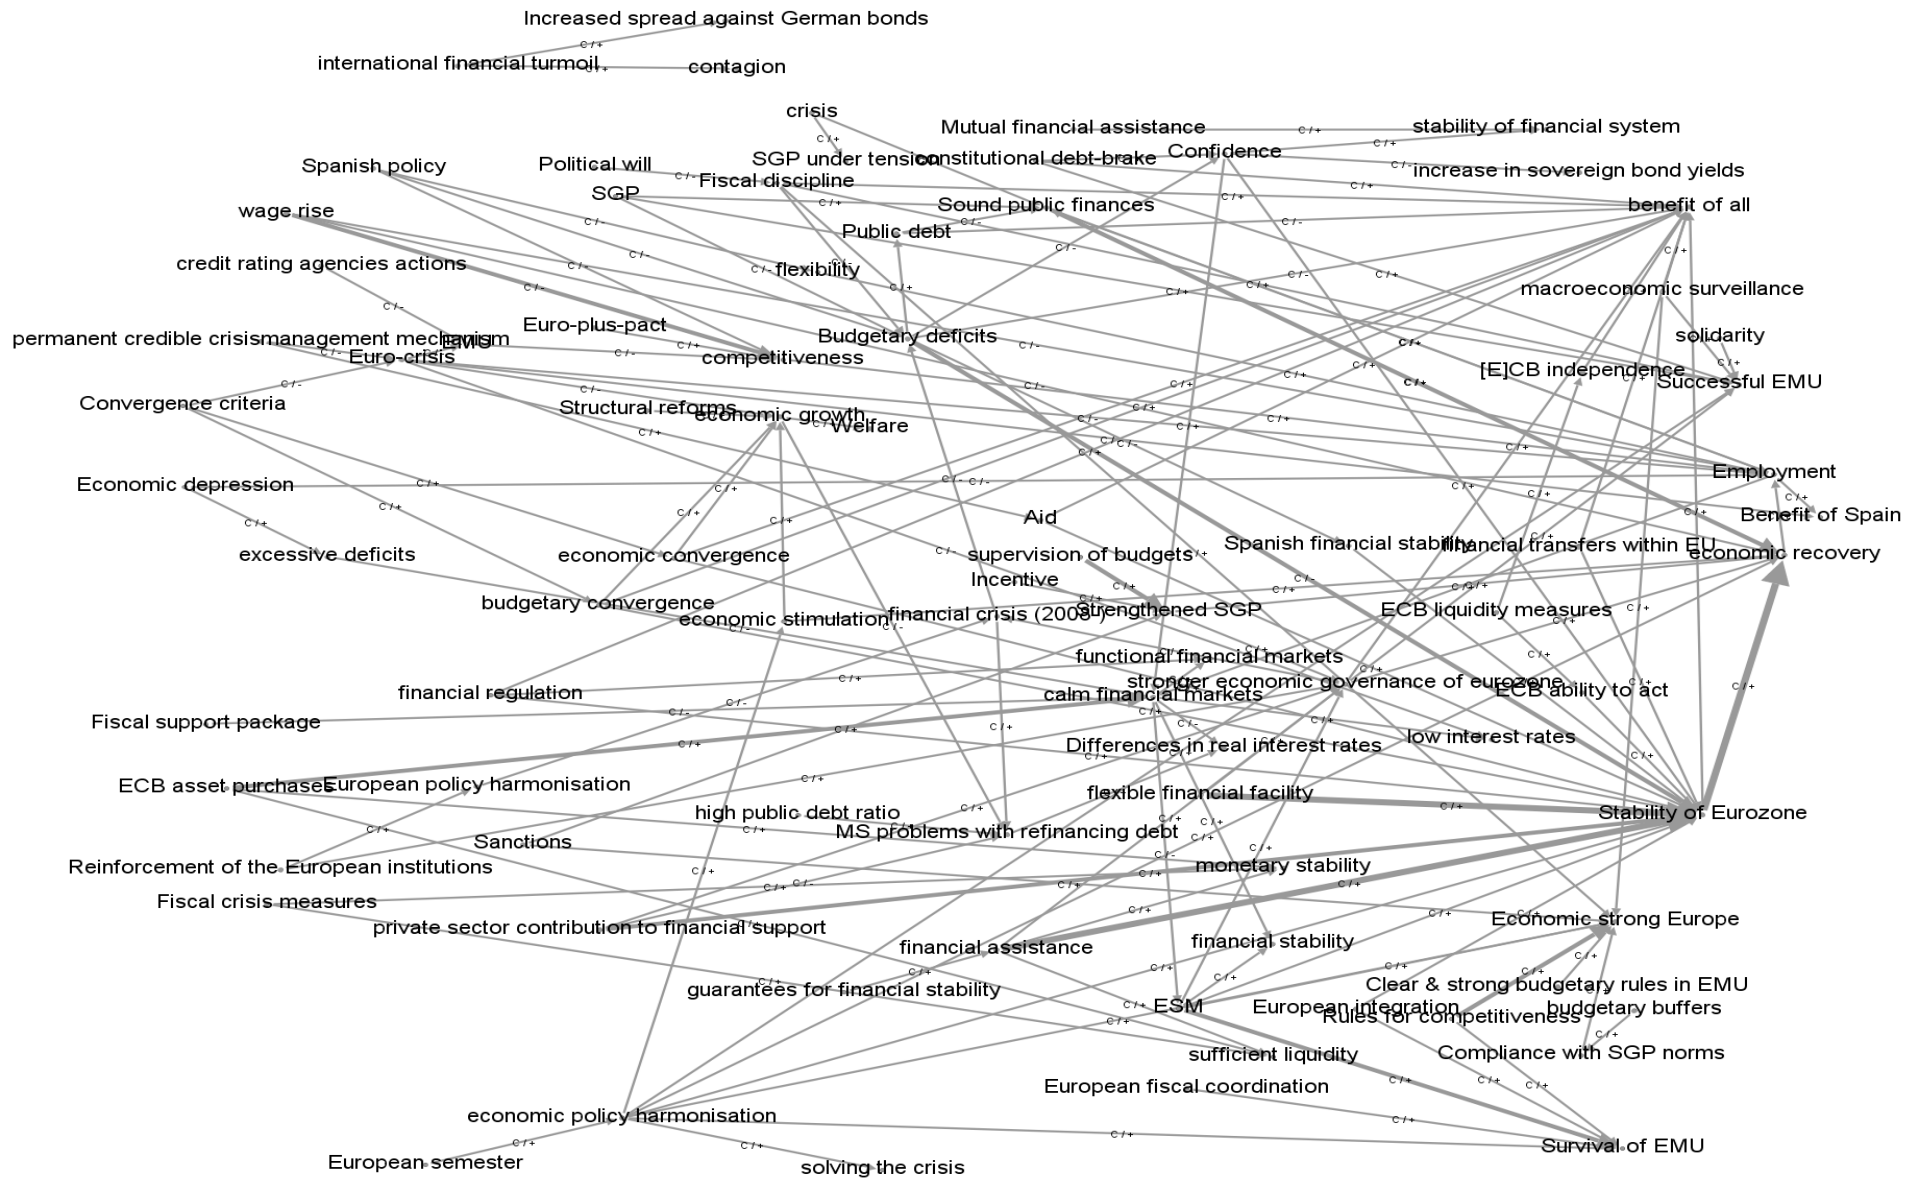 Increased spread against German bonds
international financial turmoil
contagion
crisis
Mutual financial assistance
stability of financial system
Spanish policy
Political will
SGP under tension
constitutional debt-brake
Confidence
increase in sovereign bond yields
Fiscal discipline
SGP
wage rise
Sound public finances
benefit of all
Public debt
credit rating agencies actions
flexibility
macroeconomic surveillance
Euro-plus-pact
Budgetary deficits
solidarity
permanent credible crisismanagement mechanism
EMU
Euro-crisis
competitiveness
[E]CB independence
Successful EMU
Convergence criteria
Structural reforms
economic growth
Welfare
Employment
Economic depression
Aid
Benefit of Spain
excessive deficits
economic convergence
supervision of budgets
Spanish financial stability
financial transfers within EU
economic recovery
Incentive
budgetary convergence
economic stimulation
financial crisis (2008-)
Strengthened SGP
ECB liquidity measures
functional financial markets
financial regulation
calm financial markets
stronger economic governance of eurozone
ECB ability to act
Fiscal support package
Differences in real interest rates
low interest rates
ECB asset purchases
European policy harmonisation
flexible financial facility
high public debt ratio
Stability of Eurozone
Sanctions
MS problems with refinancing debt
Reinforcement of the European institutions
monetary stability
Fiscal crisis measures
private sector contribution to financial support
Economic strong Europe
financial assistance
financial stability
guarantees for financial stability
ESM
Clear & strong budgetary rules in EMU
European integration
Rules for competitiveness
budgetary buffers
sufficient liquidity
Compliance with SGP norms
European fiscal coordination
economic policy harmonisation
Survival of EMU
European semester
solving the crisis